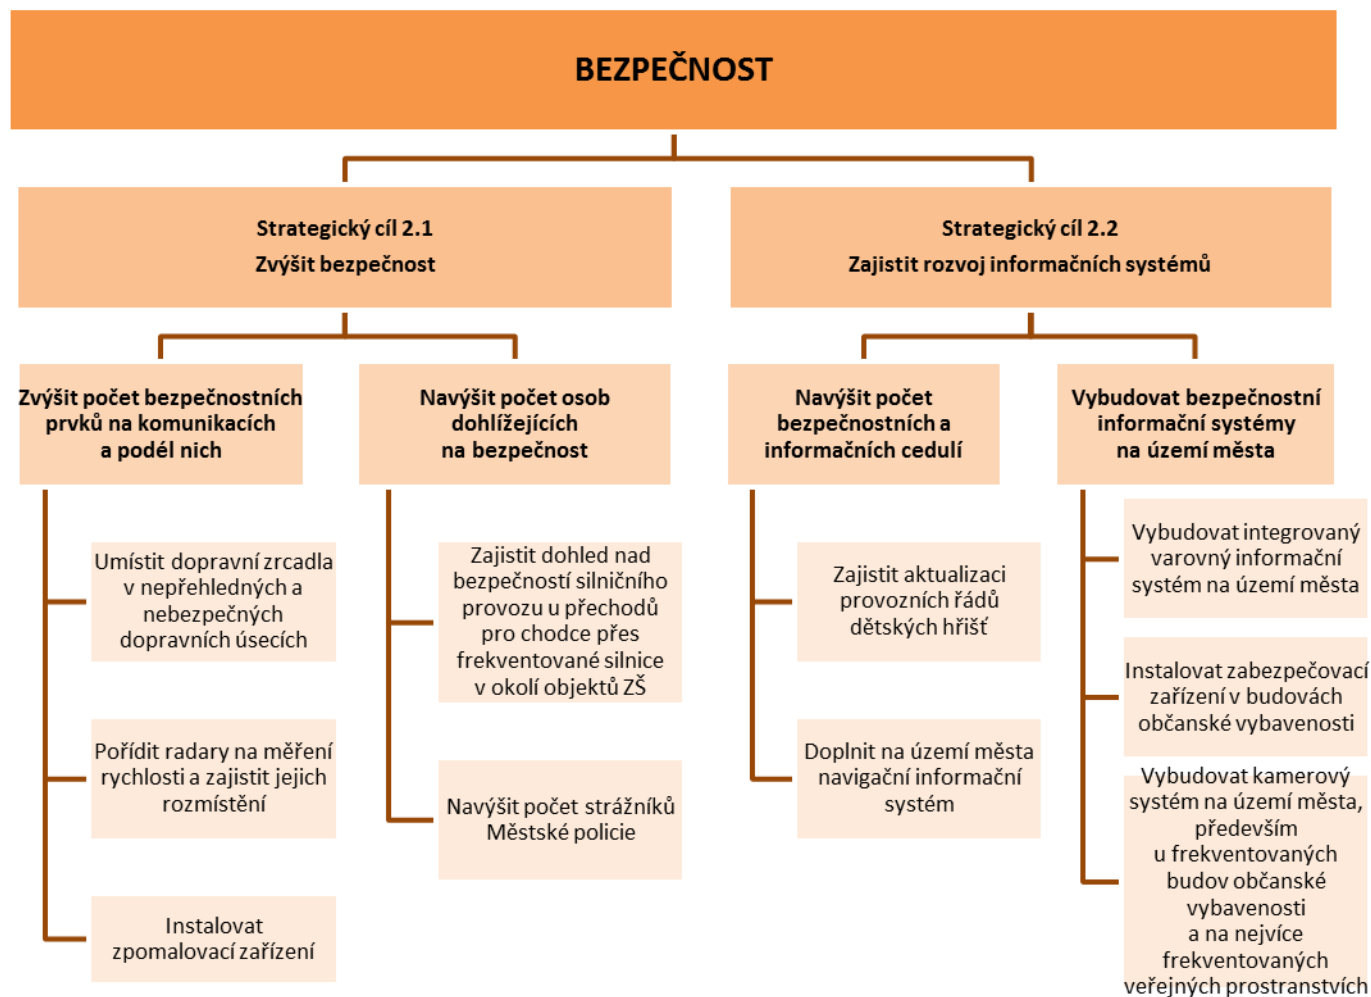 BEZPEČNOST
Strategický cíl 2.1
Zvýšit bezpečnost
Strategický cíl 2.2
Zajistit rozvoj informačních systémů
Zvýšit počet bezpečnostních
prvků na komunikacích
a podél nich
Navýšit počet osob
dohlížejících
na bezpečnost
Navýšit počet
bezpečnostních a
informačních cedulí
Vybudovat bezpečnostní
informační systémy
na území města
Umístit dopravní zrcadla
v nepřehledných a
nebezpečných
dopravních úsecích
Pořídit radary na měření
rychlosti a zajistit jejich
rozmístění
Instalovat
zpomalovací zařízení
Zajistit dohled nad
bezpečností silničního
provozu u přechodů
pro chodce přes
frekventované silnice
v okolí objektů ZŠ
Navýšit počet strážníků
Městské policie
Zajistit aktualizaci
provozních řádů
dětských hřišť
Doplnit na území města
navigační informační
systém
Vybudovat integrovaný
varovný informační
systém na území města
Instalovat zabezpečovací
zařízení v budovách
občanské vybavenosti
Vybudovat kamerový
systém na území města,
především
u frekventovaných
budov občanské
vybavenosti
a na nejvíce
frekventovaných
veřejných prostranstvích